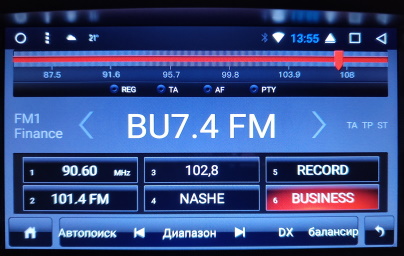 21° 13:55
87.5 91.6 95.7 99.8 103.9 108
REG TA AF PTY
FM1
Finance
BU7.4 FM
TA TP ST
1 90.60 MHz 3 102,8 5 RECORD
2 101.4 FM 4 NASHE 6 BUSINESS
Автопоиск Диапазон DX балансир